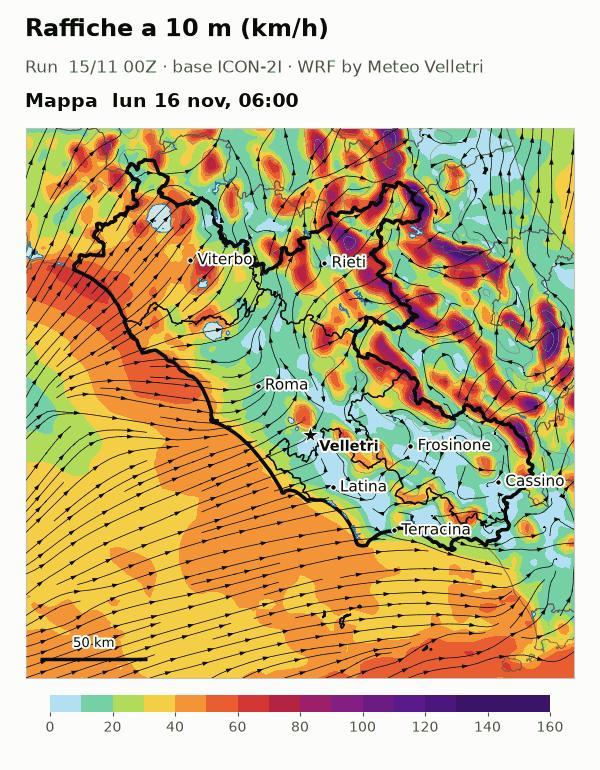 Raffiche a 10 m (km/h)
Run  15/11 00Z · base ICON-2I · WRF by Meteo Velletri
Mappa  lun 16 nov, 06:00
Viterbo
Rieti
Roma
Velletri
Frosinone
Cassino
Latina
Terracina
50 km
0 20 40 60 80 100 120 140 160